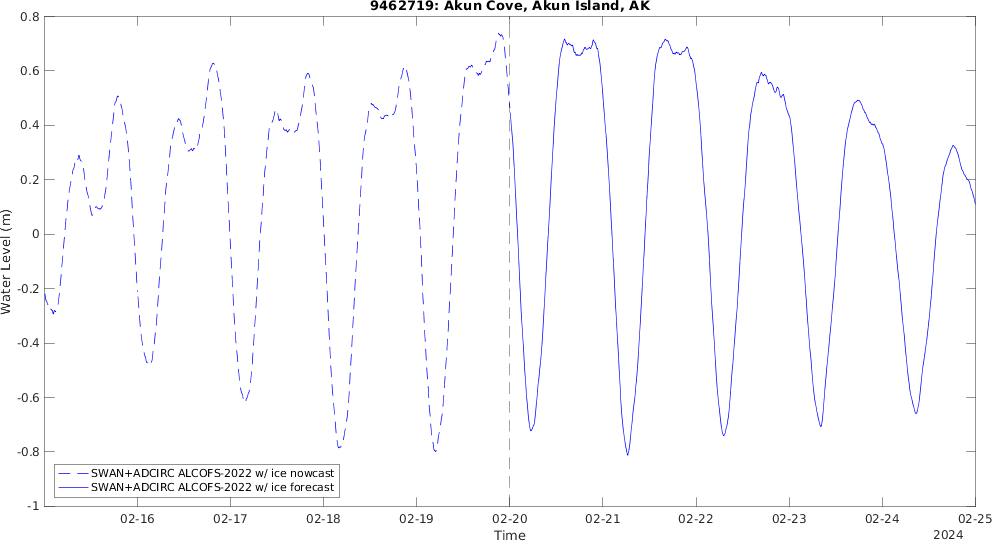 9462719: Akun Cove, Akun Island, AK
0.8
0.6
0.4
0.2
0
-0.2
-0.4
-0.6
-0.8
-1
Water Level (m)
SWAN+ADCIRC ALCOFS-2022 w/ ice nowcast
SWAN+ADCIRC ALCOFS-2022 w/ ice forecast
02-16 02-17 02-18 02-19 02-20 02-21 02-22 02-23 02-24 02-25
Time
2024